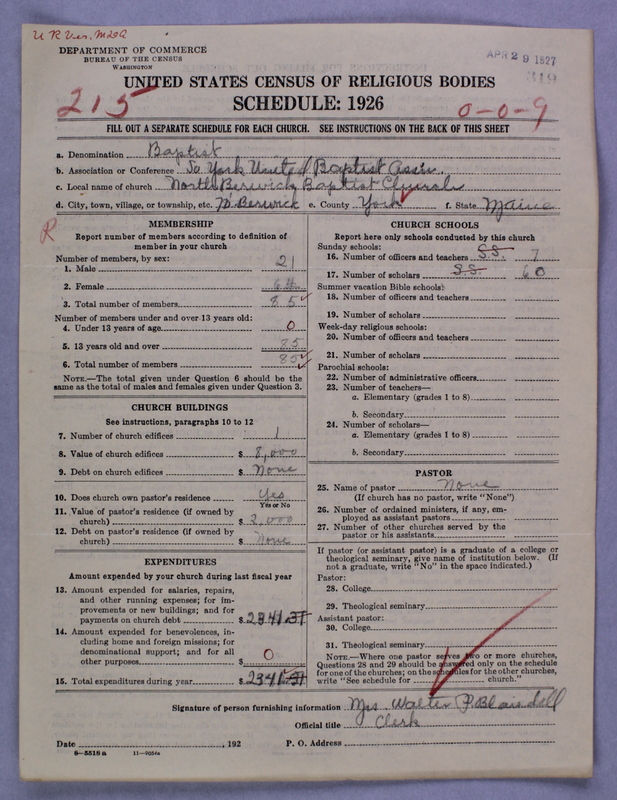 U R Ver. M29A
DEPARTMENT OF COMMERCE
BUREAU OF THE CENSUS
WASHINGTON
APR 29 1927
319
UNITED STATES CENSUS OF RELIGIOUS BODIES
215
SCHEDULE: 1926
0-0-9
FILL OUT A SEPARATE SCHEDULE FOR EACH CHURCH. SEE INSTRUCTIONS ON THE BACK OF THIS SHEET
a. Denomination Baptist
b. Association or Conference To York United Baptist Ass'n.
c. Local name of church North Berwick Baptist Church
d. City, town, village, or township, etc. N. Berwick e. County York f. State Maine
R
MEMBERSHIP
Report number of members according to definition of
member in your church
Number of members, by sex:
1. Male 21
2. Female 64
3. Total number of members 85
Number of members under and over 13 years old:
4. Under 13 years of age 0
5. 13 years old and over 85
6. Total number of members 85
NOTE.—The total given under Question 6 should be the
same as the total of males and females given under Question 3.
CHURCH BUILDINGS
See instructions, paragraphs 10 to 12
7. Number of church edifices 1
8. Value of church edifices $ 8,000
9. Debt on church edifices $ None
10. Does church own pastor's residence Yes
Yes or No
11. Value of pastor's residence (if owned by
church) $ 2,000
12. Debt on pastor's residence (if owned by
church) $ None
EXPENDITURES
Amount expended by your church during last fiscal year
13. Amount expended for salaries, repairs,
and other running expenses; for im-
provements or new buildings; and for
payments on church debt $ 2341.31
14. Amount expended for benevolences, in-
cluding home and foreign missions; for
denominational support; and for all
other purposes $ 0
15. Total expenditures during year $ 2341.31
CHURCH SCHOOLS
Report here only schools conducted by this church
Sunday schools:
16. Number of officers and teachers S.S. 7
17. Number of scholars S.S. 60
Summer vacation Bible schools:
18. Number of officers and teachers
19. Number of scholars
Week-day religious schools:
20. Number of officers and teachers
21. Number of scholars
Parochial schools:
22. Number of administrative officers
23. Number of teachers—
a. Elementary (grades 1 to 8)
b. Secondary
24. Number of scholars—
a. Elementary (grades 1 to 8)
b. Secondary
PASTOR
25. Name of pastor None
(If church has no pastor, write "None")
26. Number of ordained ministers, if any, em-
ployed as assistant pastors
27. Number of other churches served by the
pastor or his assistants
If pastor (or assistant pastor) is a graduate of a college or
theological seminary, give name of institution below. (If
not a graduate, write "No" in the space indicated.)
Pastor:
28. College
29. Theological seminary
Assistant pastor:
30. College
31. Theological seminary
NOTE.—Where one pastor serves two or more churches,
Questions 28 and 29 should be answered only on the schedule
for one of the churches; on the schedules for the other churches,
write "See schedule for church."
Signature of person furnishing information Mrs. Walter P. Blaisdell
Official title Clerk
Date , 192 P. O. Address
8—5518a 11—9054a